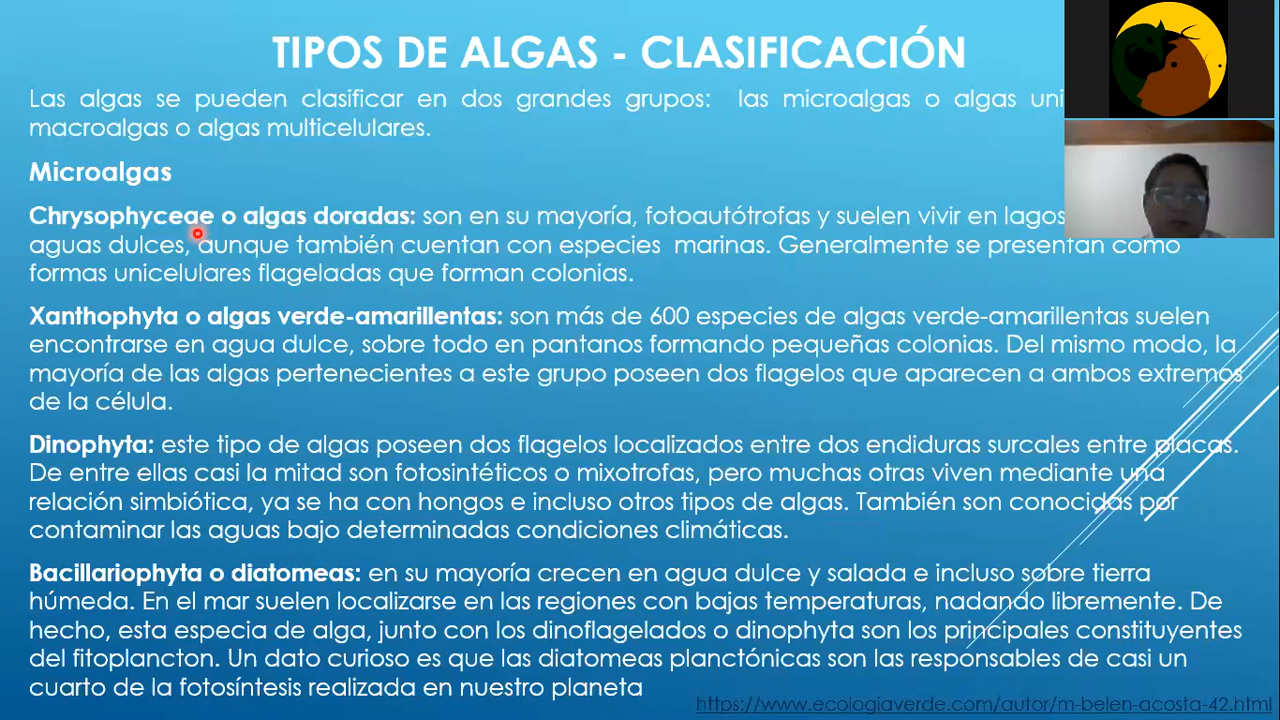 TIPOS DE ALGAS - CLASIFICACIÓN
Las algas se pueden clasificar en dos grandes grupos: las microalgas o algas
macroalgas o algas multicelulares.
Microalgas
Chrysophyceae o algas doradas: son en su mayoría, fotoautótrofas y suelen vivir en lagos
aguas dulces, aunque también cuentan con especies marinas. Generalmente se presentan como
formas unicelulares flageladas que forman colonias.
Xanthophyta o algas verde-amarillentas: son más de 600 especies de algas verde-amarillentas suelen
encontrarse en agua dulce, sobre todo en pantanos formando pequeñas colonias. Del mismo modo, la
mayoría de las algas pertenecientes a este grupo poseen dos flagelos que aparecen a ambos extremos
de la célula.
Dinophyta: este tipo de algas poseen dos flagelos localizados entre dos endiduras surcales entre placas.
De entre ellas casi la mitad son fotosintéticos o mixotrofas, pero muchas otras viven mediante una
relación simbiótica, ya se ha con hongos e incluso otros tipos de algas. También son conocidas por
contaminar las aguas bajo determinadas condiciones climáticas.
Bacillariophyta o diatomeas: en su mayoría crecen en agua dulce y salada e incluso sobre tierra
húmeda. En el mar suelen localizarse en las regiones con bajas temperaturas, nadando libremente. De
hecho, esta especia de alga, junto con los dinoflagelados o dinophyta son los principales constituyentes
del fitoplancton. Un dato curioso es que las diatomeas planctónicas son las responsables de casi un
cuarto de la fotosíntesis realizada en nuestro planeta
https://www.ecologiaverde.com/autor/m-belen-acosta-42.html